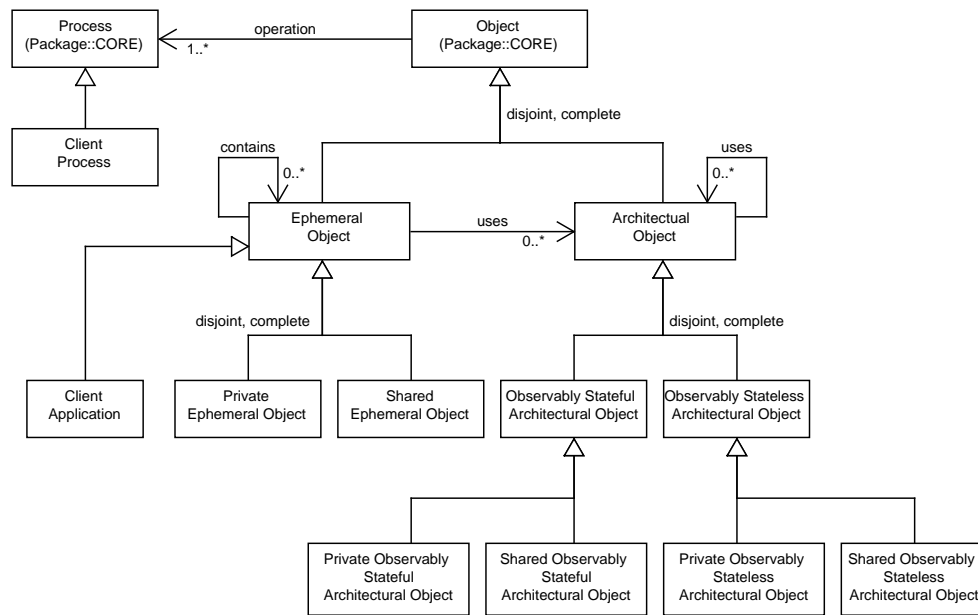 Process
(Package::CORE)
operation
1..*
Object
(Package::CORE)
disjoint, complete
Client
Process
contains
0..*
uses
0..*
Ephemeral
Object
uses
0..*
Architectual
Object
disjoint, complete
disjoint, complete
Client
Application
Private
Ephemeral Object
Shared
Ephemeral Object
Observably Stateful
Architectural Object
Observably Stateless
Architectural Object
Private Observably
Stateful
Architectural Object
Shared Observably
Stateful
Architectural Object
Private Observably
Stateless
Architectural Object
Shared Observably
Stateless
Architectural Object